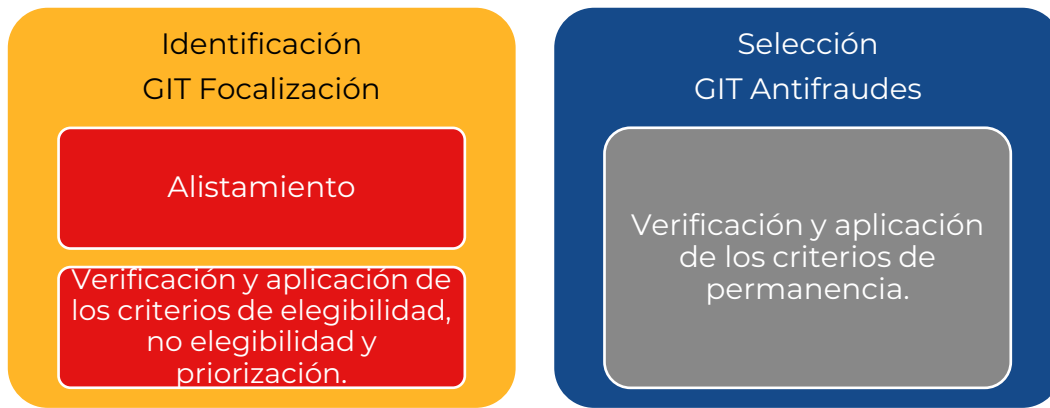 Identificación
GIT Focalización
Alistamiento
Verificación y aplicación de
los criterios de elegibilidad,
no elegibilidad y
priorización.
Selección
GIT Antifraudes
Verificación y aplicación
de los criterios de
permanencia.